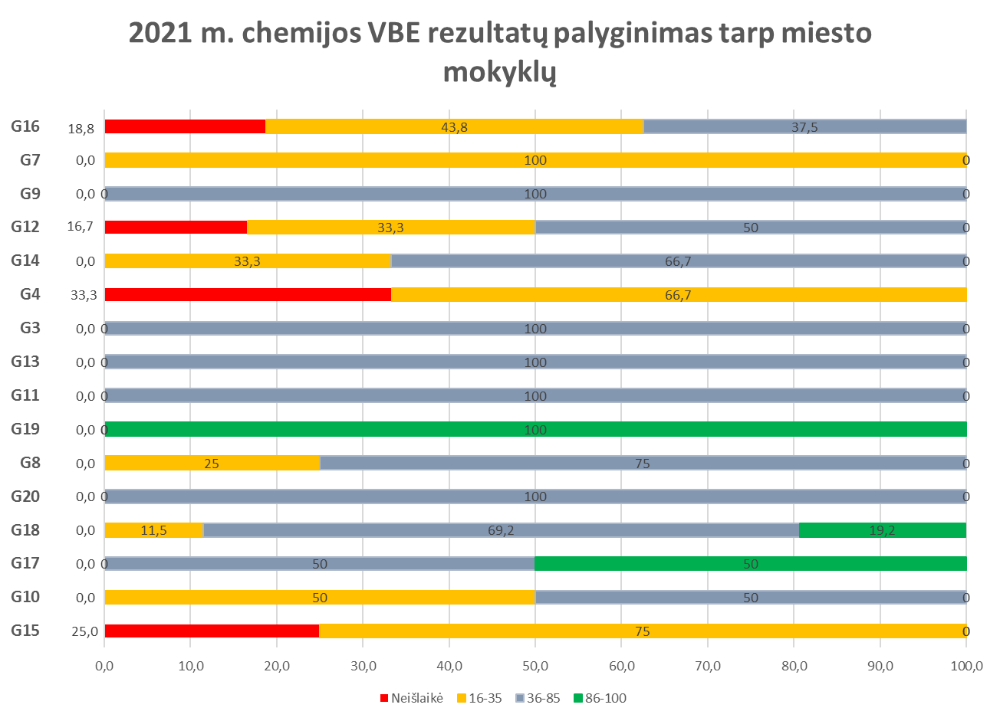 2021 m. chemijos VBE rezultatų palyginimas tarp miesto
mokyklų
G16 18,8 43,8 37,5
G7 0,0 100 0
G9 0,0 0 100 0
G12 16,7 33,3 50 0
G14 0,0 33,3 66,7 0
G4 33,3 66,7
G3 0,0 0 100 0
G13 0,0 0 100 0
G11 0,0 0 100 0
G19 0,0 0 100
G8 0,0 25 75 0
G20 0,0 0 100 0
G18 0,0 11,5 69,2 19,2
G17 0,0 0 50 50
G10 0,0 50 50 0
G15 25,0 75 0
0,0 10,0 20,0 30,0 40,0 50,0 60,0 70,0 80,0 90,0 100,0
Neišlaikė 16-35 36-85 86-100